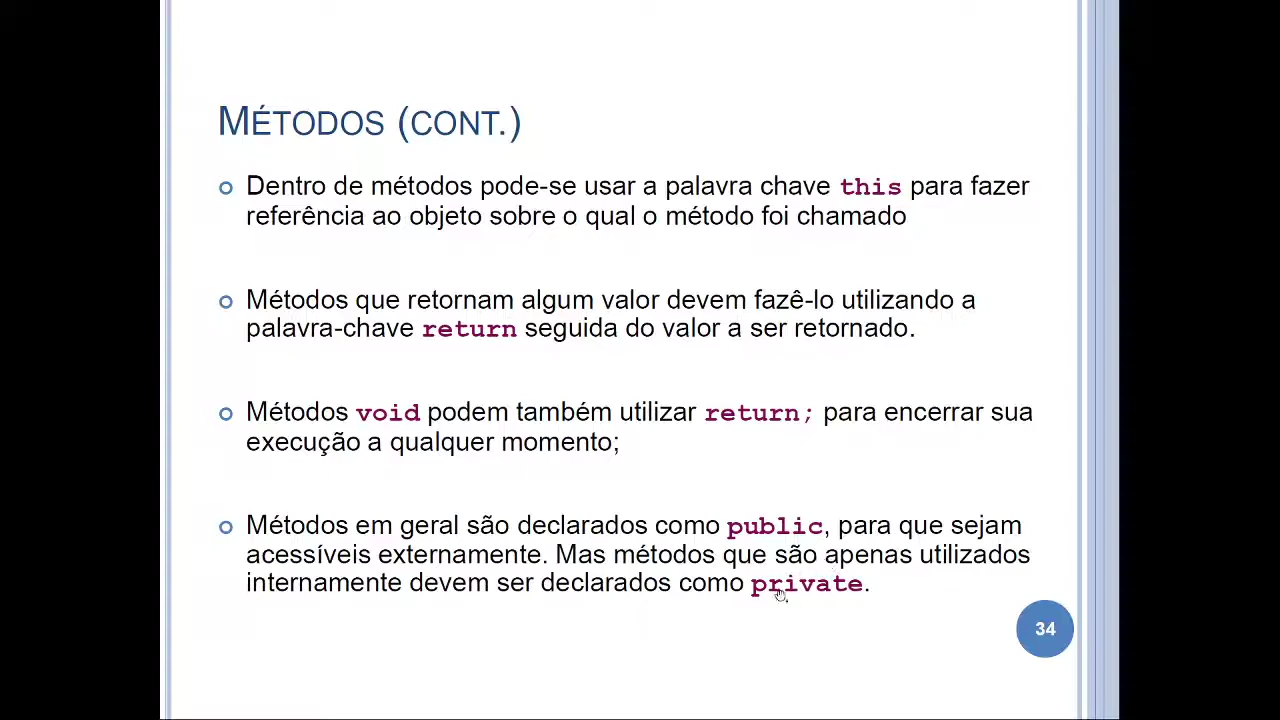 MÉTODOS (CONT.)
Dentro de métodos pode-se usar a palavra chave this para fazer
referência ao objeto sobre o qual o método foi chamado
Métodos que retornam algum valor devem fazê-lo utilizando a
palavra-chave return seguida do valor a ser retornado.
Métodos void podem também utilizar return; para encerrar sua
execução a qualquer momento;
Métodos em geral são declarados como public, para que sejam
acessíveis externamente. Mas métodos que são apenas utilizados
internamente devem ser declarados como private.
34